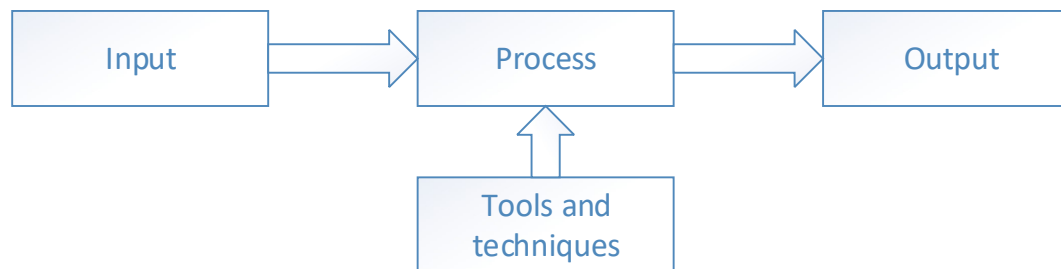 Input
Process
Output
Tools and
techniques